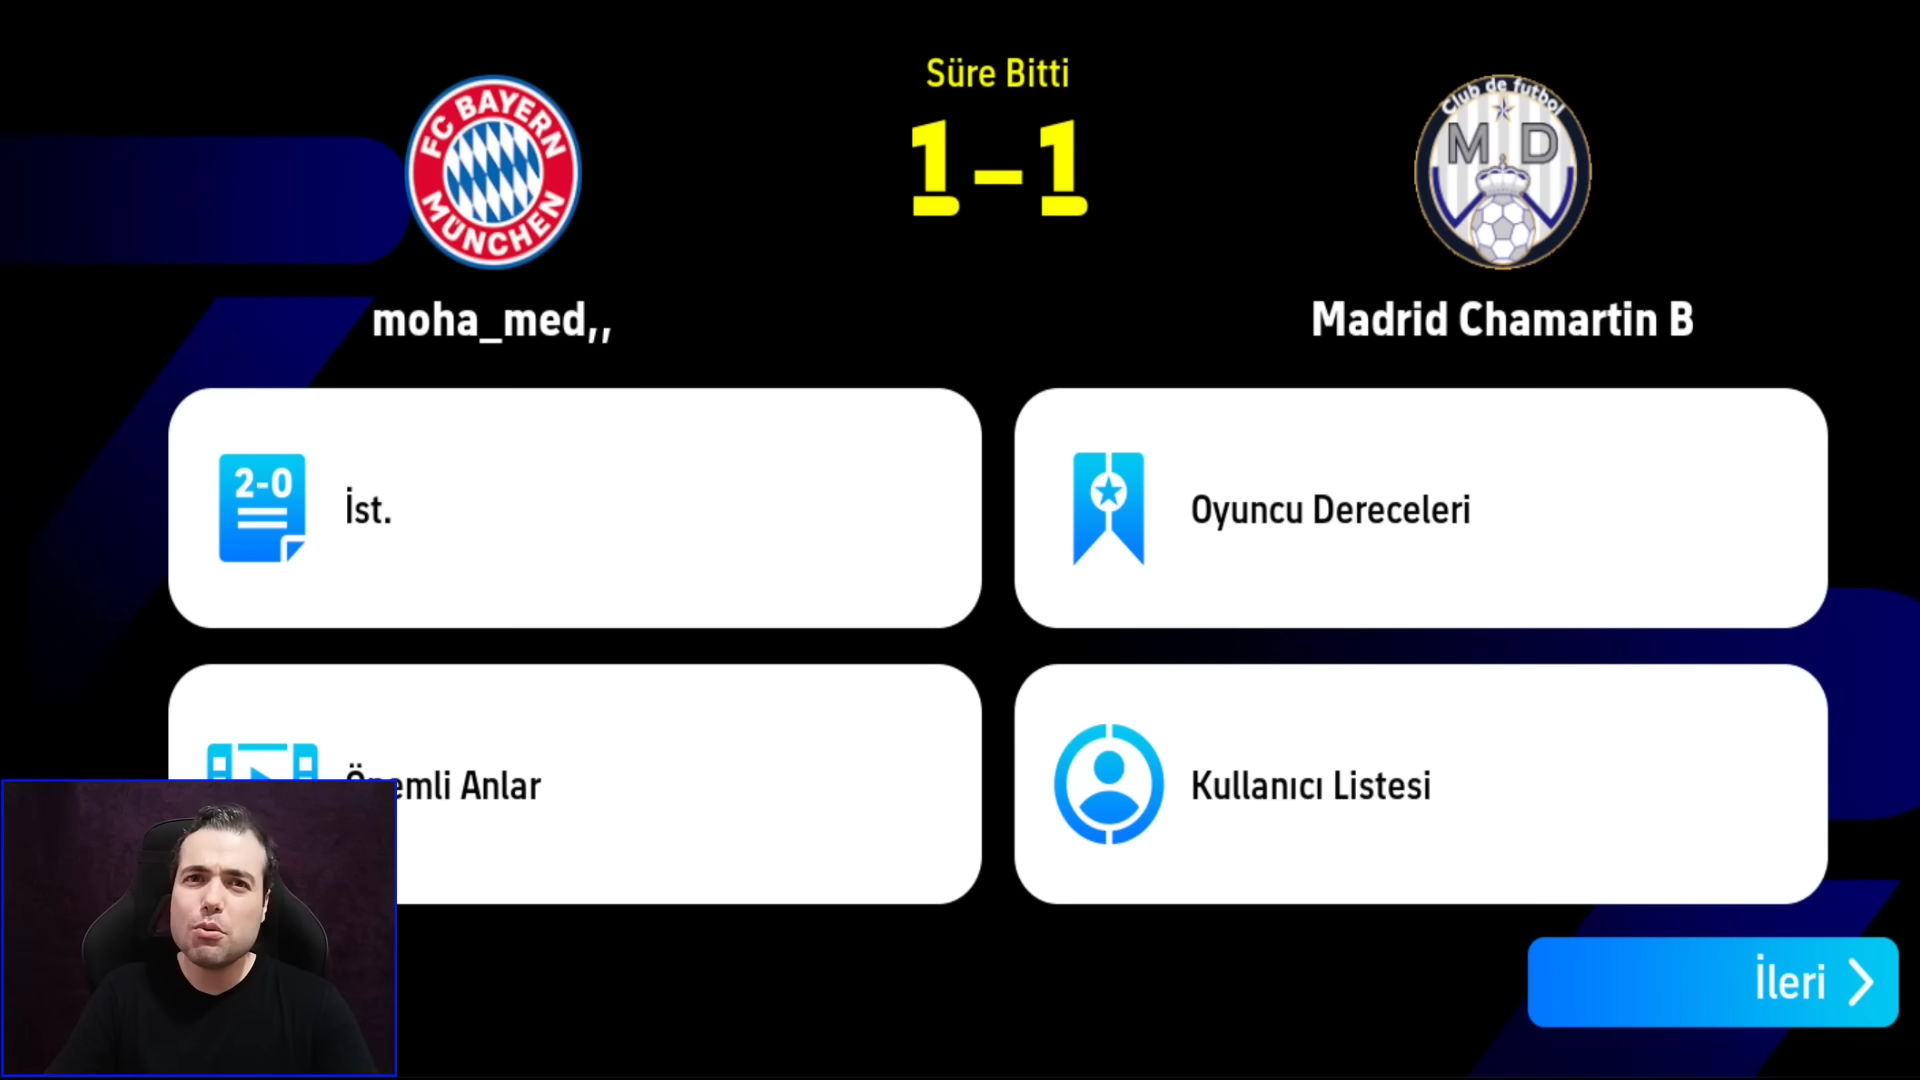 Süre Bitti
1-1
FC BAYERN
MÜNCHEN
Club de futbol
M D
moha_med,,
Madrid Chamartin B
2-0
İst.
Oyuncu Dereceleri
Önemli Anlar
Kullanıcı Listesi
İleri